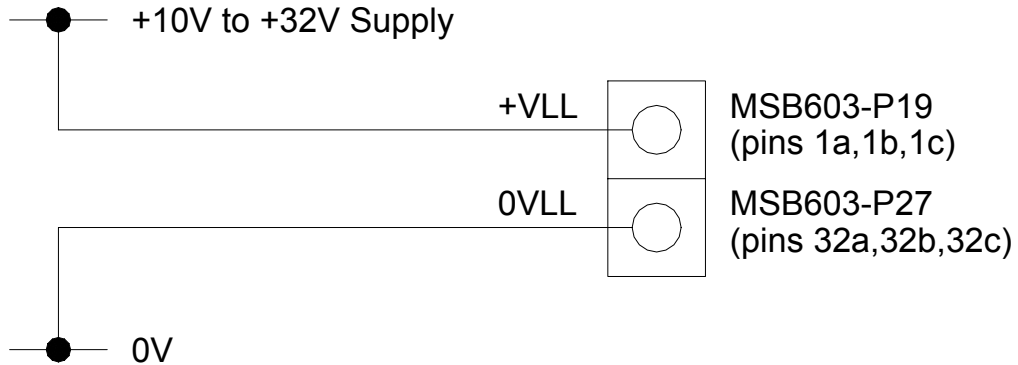 +10V to +32V Supply
+VLL
MSB603-P19
(pins 1a,1b,1c)
0VLL
MSB603-P27
(pins 32a,32b,32c)
0V